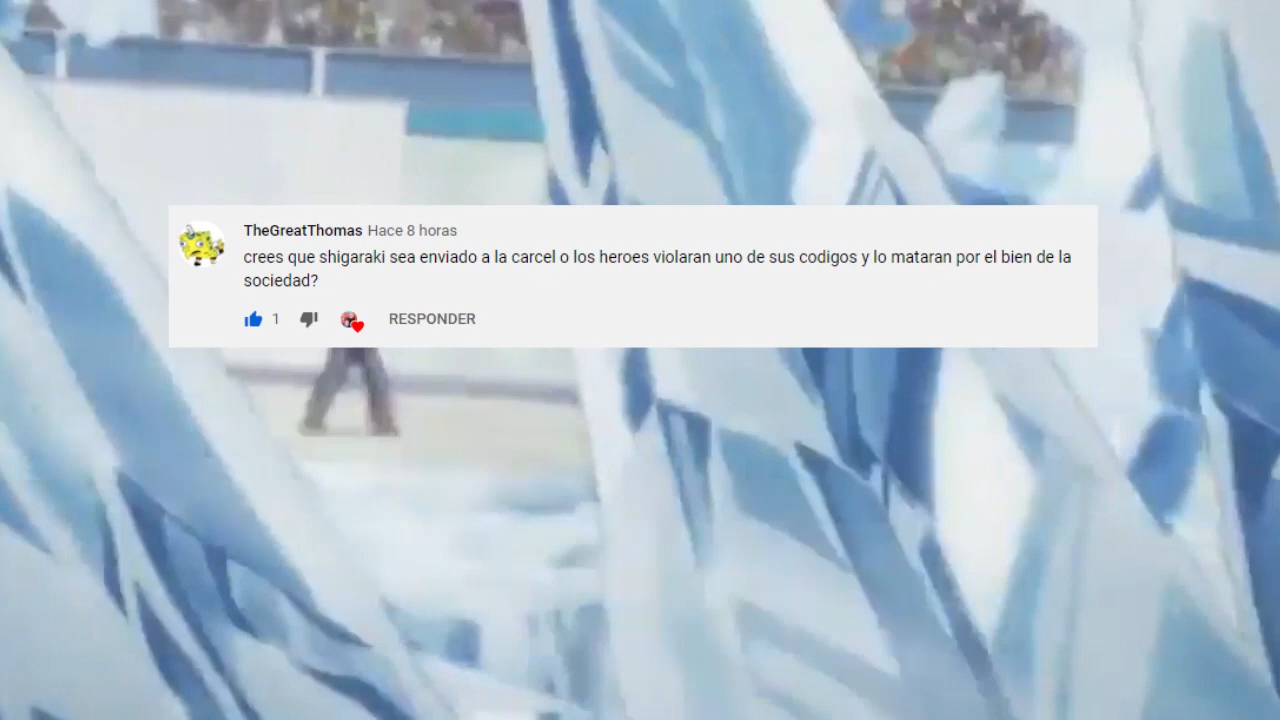 TheGreatThomas Hace 8 horas
crees que shigaraki sea enviado a la carcel o los heroes violaran uno de sus codigos y lo mataran por el bien de la
sociedad?
1 RESPONDER